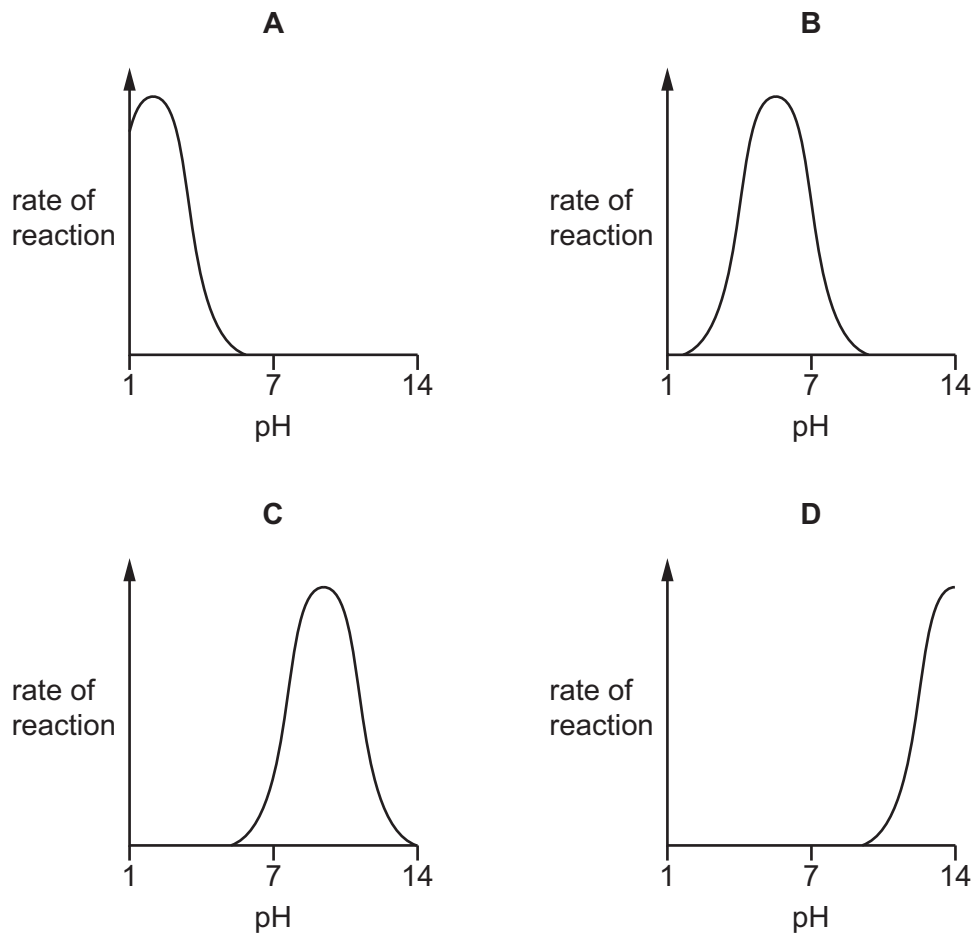 A
B
rate of
reaction
1
7
14
pH
rate of
reaction
1
7
14
pH
C
D
rate of
reaction
1
7
14
pH
rate of
reaction
1
7
14
pH